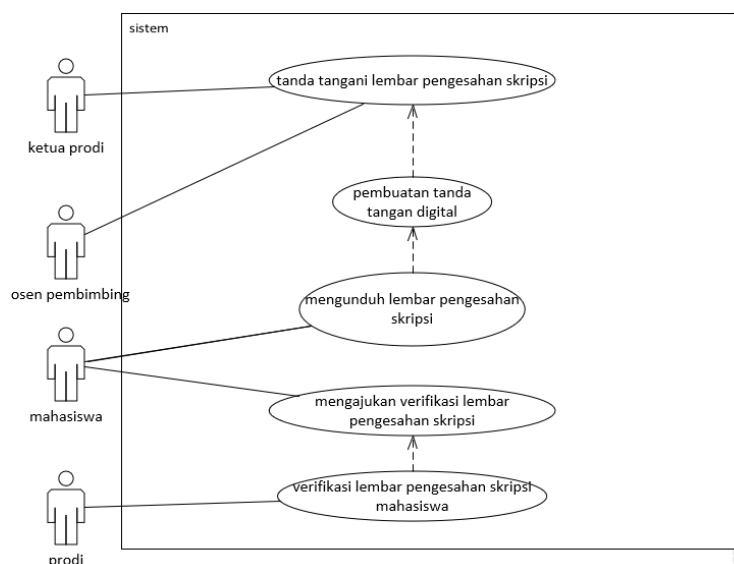 sistem
tanda tangani lembar pengesahan skripsi
ketua prodi
pembuatan tanda
tangan digital
osen pembimbing
mengunduh lembar pengesahan
skripsi
mahasiswa
mengajukan verifikasi lembar
pengesahan skripsi
verifikasi lembar pengesahan skripsi
mahasiswa
prodi